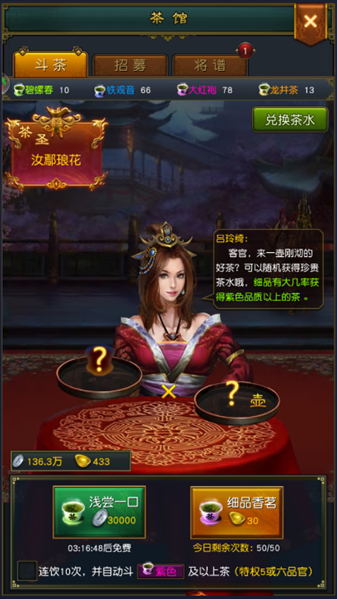 茶馆
斗茶 招募 将谱 1
碧螺春 10 铁观音 66 大红袍 78 龙井茶 13
茶圣
汝鄢琅花
兑换茶水
吕玲绮:
客官，来一壶刚沏的
好茶？可以随机获得珍贵
茶水哦，细品有大几率获
得紫色品质以上的茶。
? ? 壶
136.3万 433
浅尝一口
30000
细品香茗
30
03:16:48后免费 今日剩余次数: 50/50
连饮10次，并自动斗 紫色 及以上茶（特权5或六品官）